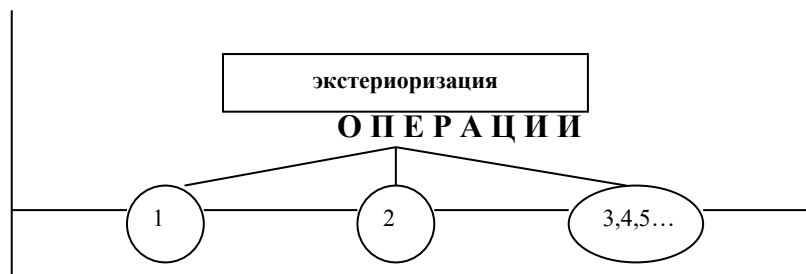 экстериоризация
О П Е Р А Ц И И
1 2 3,4,5…